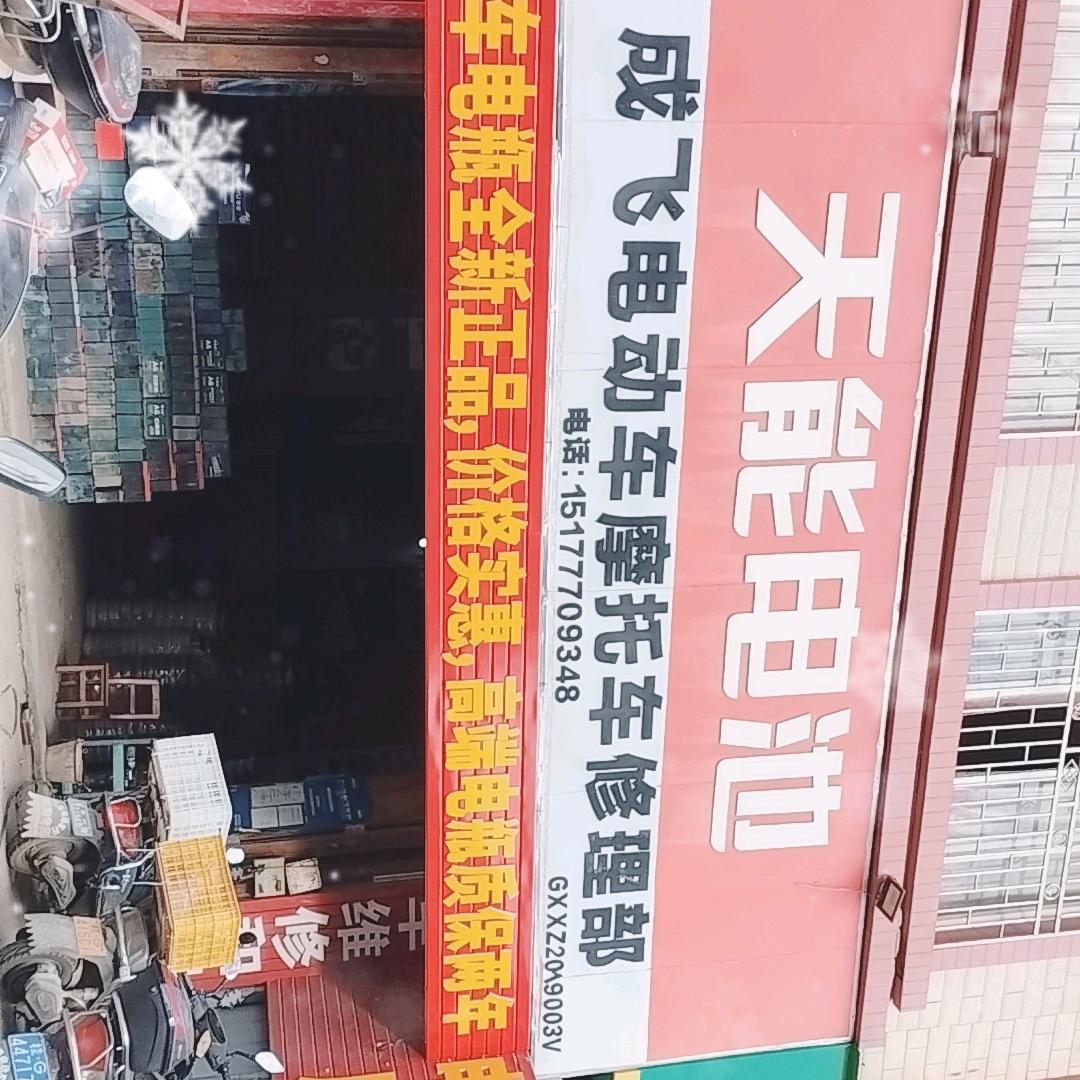 天能电池
成飞电动车摩托车修理部
电话：15177709348
GXXXZ20V90003V
车电瓶全新正品，价格实惠，高端电瓶质保两年
车维
修